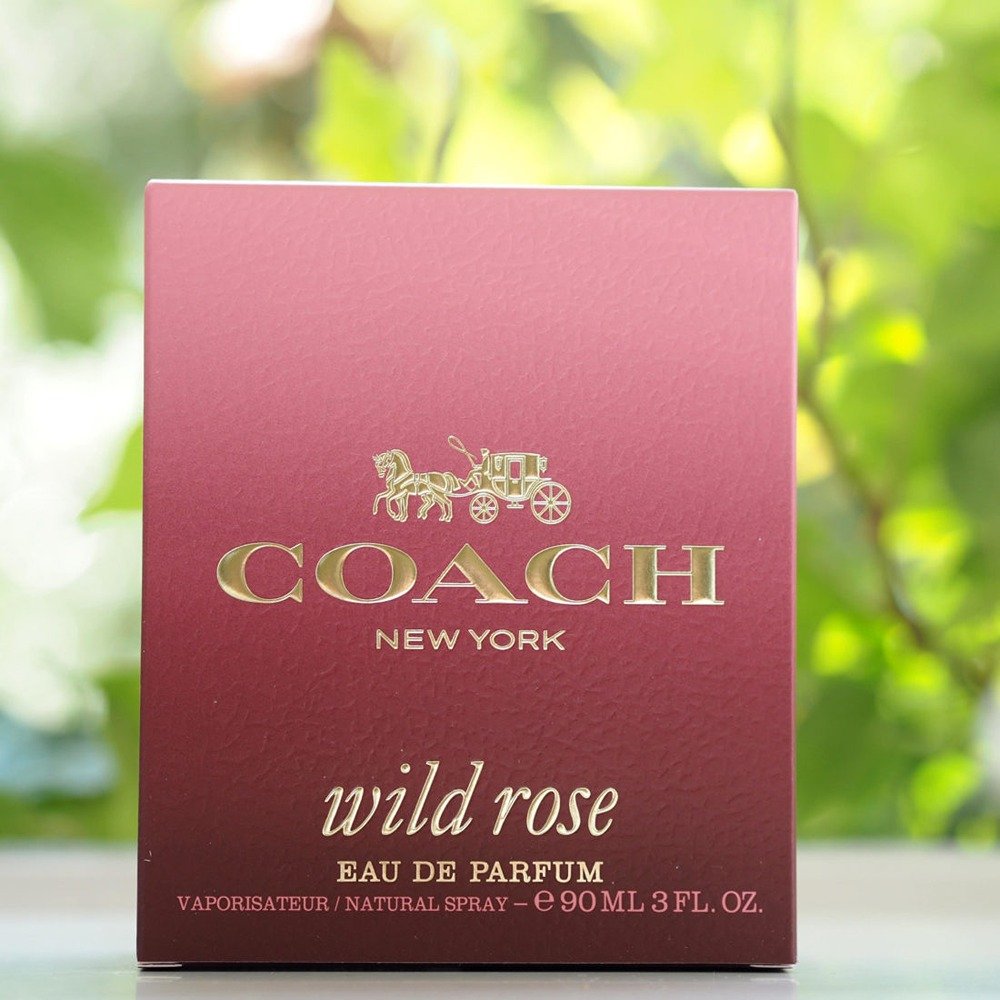 COACH
NEW YORK
wild rose
EAU DE PARFUM
VAPORISATEUR / NATURAL SPRAY – ℮ 90 ML 3 FL. OZ.